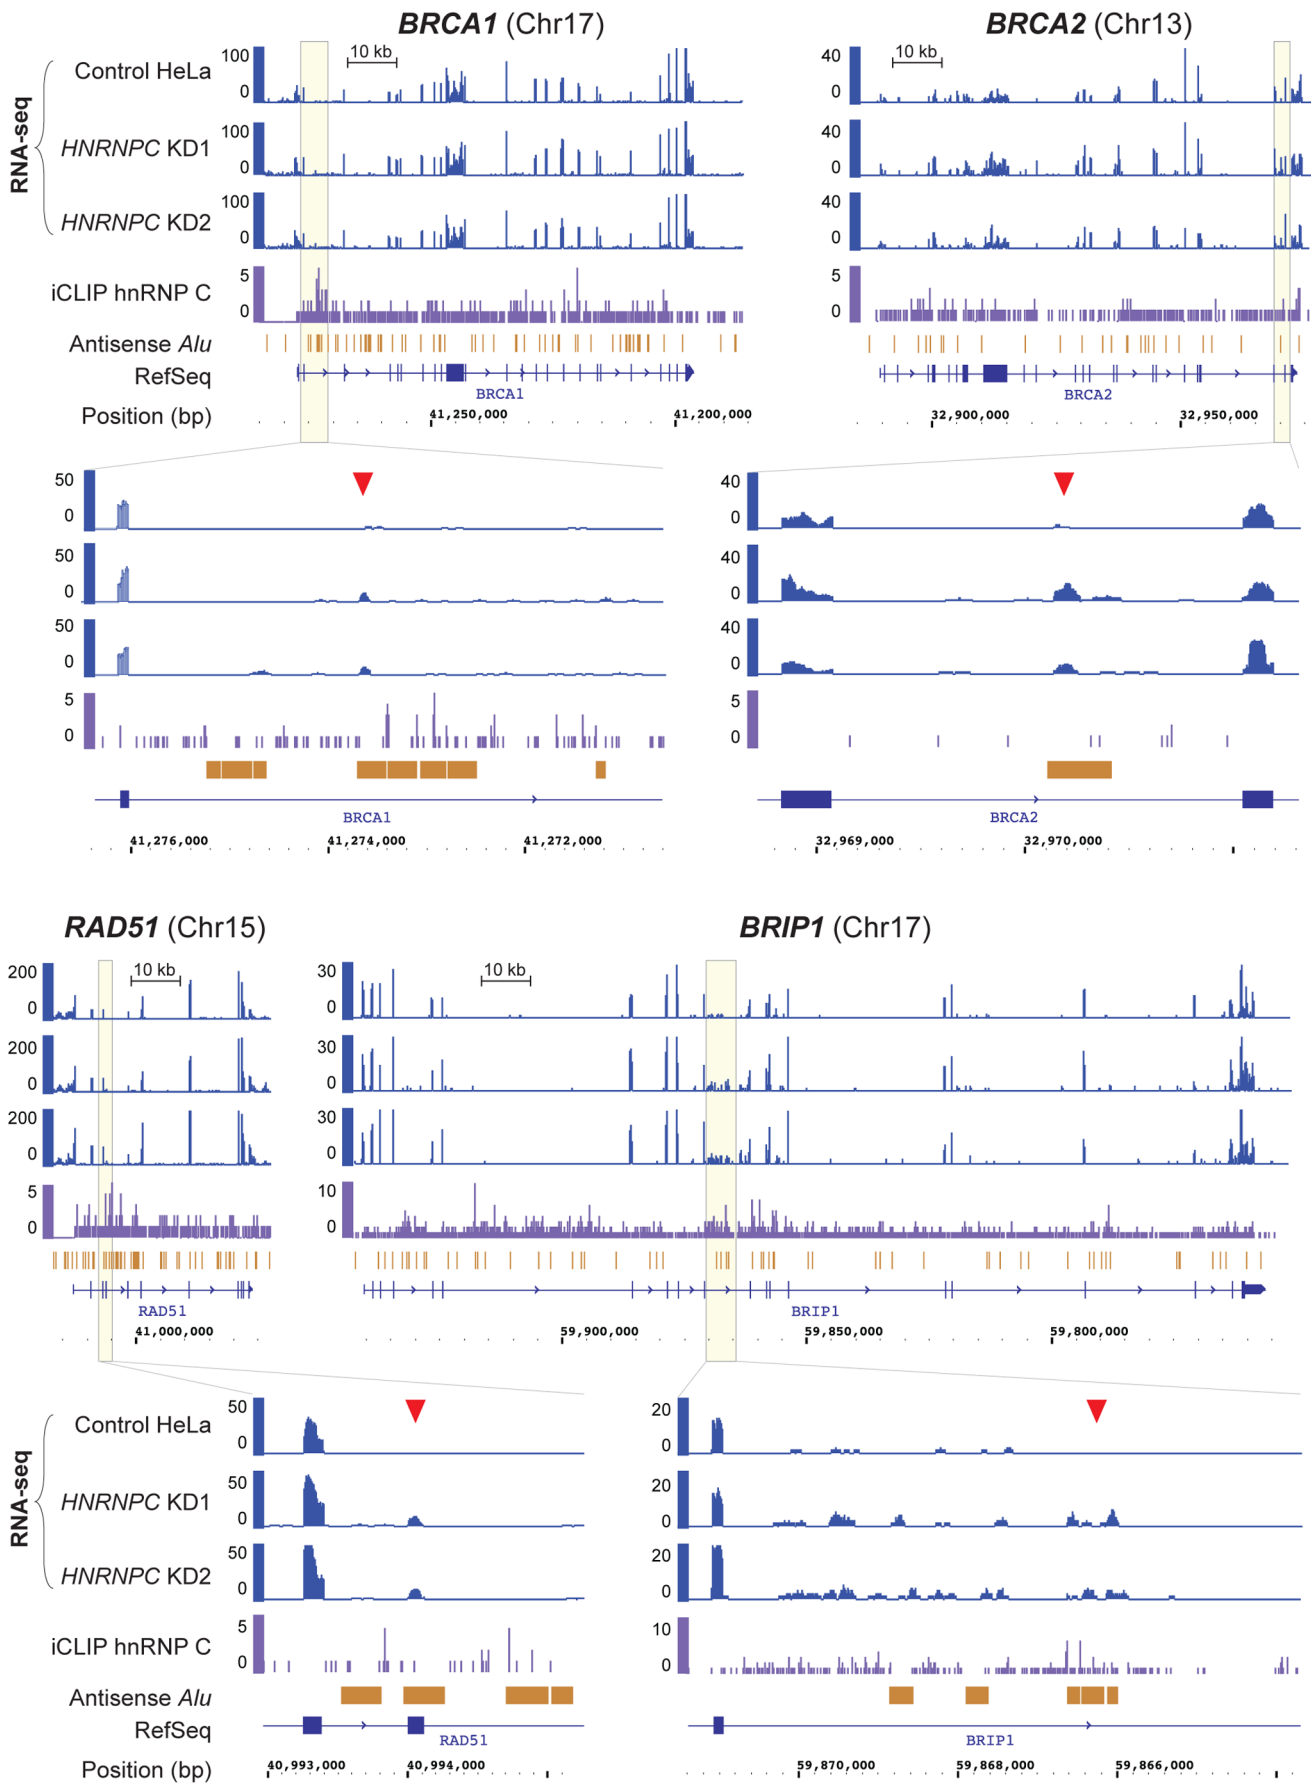 BRCA1 (Chr17)
BRCA2 (Chr13)
RNA-seq
10 kb
10 kb
Control HeLa
100
0
40
0
HNRNPC KD1
100
0
40
0
HNRNPC KD2
100
0
40
0
iCLIP hnRNP C
5
0
5
0
Antisense Alu
RefSeq
BRCA1
BRCA2
Position (bp)
41,250,000
41,200,000
32,900,000
32,950,000
50
0
40
0
50
0
40
0
50
0
40
0
5
0
5
0
BRCA1
BRCA2
41,276,000
41,274,000
41,272,000
32,969,000
32,970,000
RAD51 (Chr15)
BRIP1 (Chr17)
200
0
10 kb
30
0
10 kb
200
0
30
0
200
0
30
0
5
0
10
0
RAD51
BRIP1
41,000,000
59,900,000
59,850,000
59,800,000
RNA-seq
Control HeLa
50
0
20
0
HNRNPC KD1
50
0
20
0
HNRNPC KD2
50
0
20
0
iCLIP hnRNP C
5
0
10
0
Antisense Alu
RefSeq
RAD51
BRIP1
Position (bp)
40,993,000
40,994,000
59,870,000
59,868,000
59,866,000